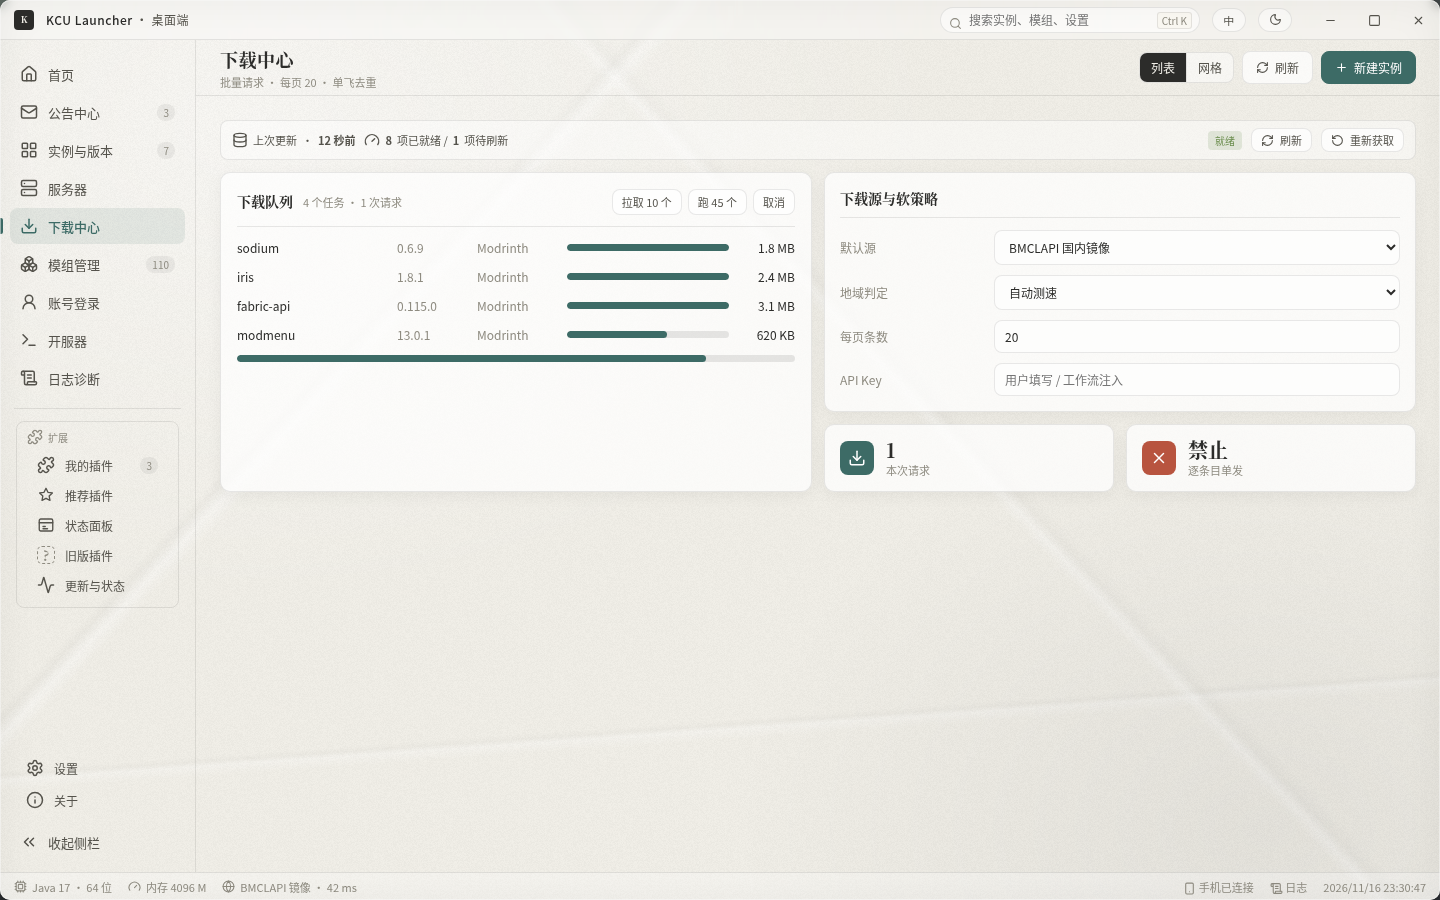 K KCU Launcher • 桌面端
搜索实例、模组、设置 Ctrl K 中
首页
公告中心 3
实例与版本 7
服务器
下载中心
模组管理 110
账号登录
开服器
日志诊断
扩展
我的插件 3
推荐插件
状态面板
? 旧版插件
更新与状态
设置
关于
收起侧栏
下载中心
批量请求 • 每页 20 • 单飞去重
列表 网格 刷新 新建实例
上次更新 • 12 秒前 8 项已就绪 / 1 项待刷新 就绪 刷新 重新获取
下载队列 4 个任务 • 1 次请求 拉取 10 个 跑 45 个 取消
sodium 0.6.9 Modrinth 1.8 MB
iris 1.8.1 Modrinth 2.4 MB
fabric-api 0.115.0 Modrinth 3.1 MB
modmenu 13.0.1 Modrinth 620 KB
下载源与软策略
默认源 BMCLAPI 国内镜像
地域判定 自动测速
每页条数 20
API Key 用户填写 / 工作流注入
1
本次请求
禁止
逐条目单发
Java 17 • 64 位 内存 4096 M BMCLAPI 镜像 • 42 ms 手机已连接 日志 2026/11/16 23:30:47